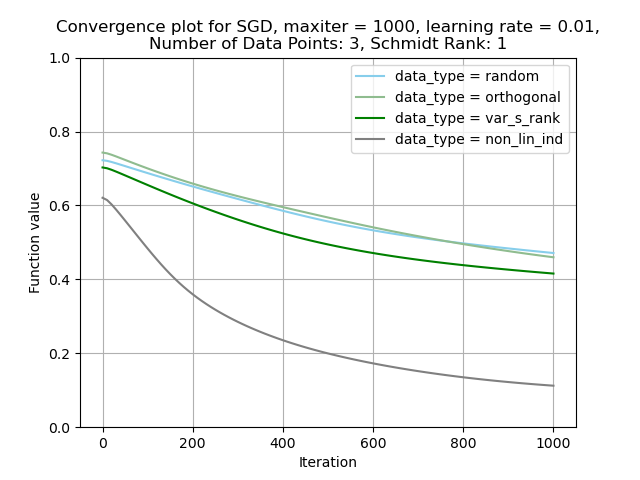 Convergence plot for SGD, maxiter = 1000, learning rate = 0.01,
Number of Data Points: 3, Schmidt Rank: 1
data_type = random
data_type = orthogonal
data_type = var_s_rank
data_type = non_lin_ind
Function value
1.0
0.8
0.6
0.4
0.2
0.0
0 200 400 600 800 1000
Iteration